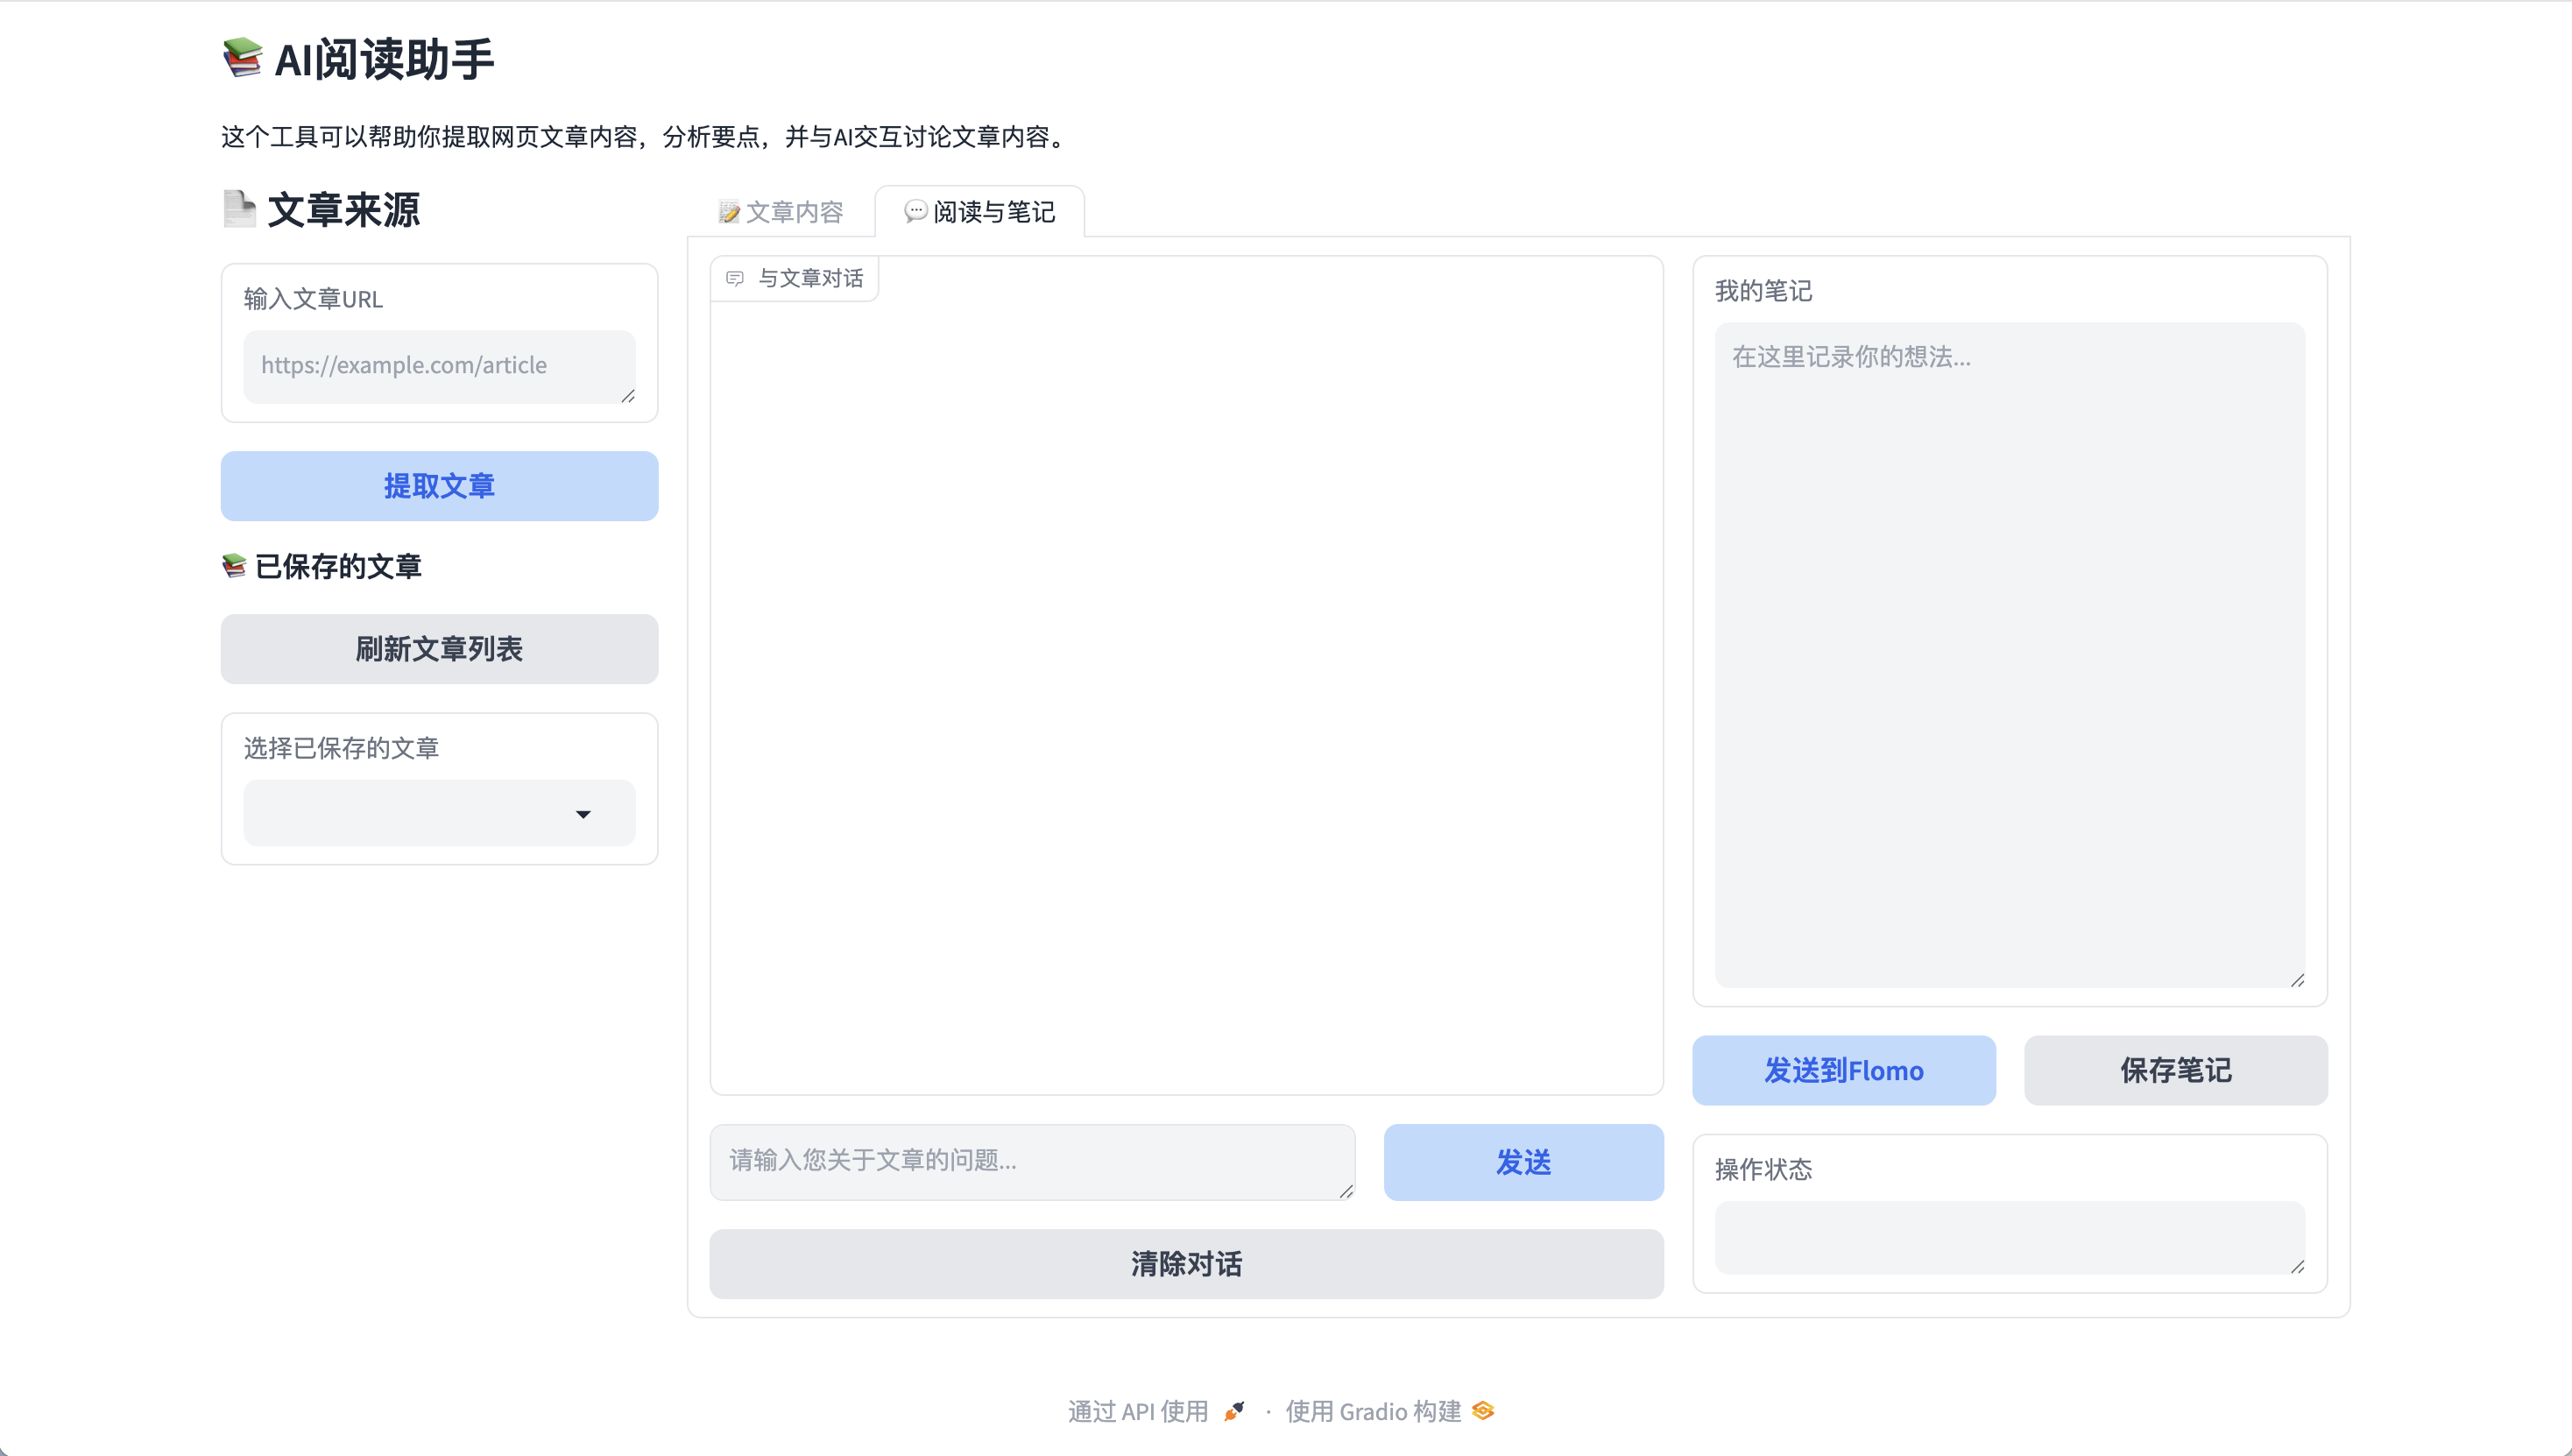 📚 AI阅读助手
这个工具可以帮助你提取网页文章内容，分析要点，并与AI交互讨论文章内容。
📄 文章来源
输入文章URL
https://example.com/article
提取文章
📚 已保存的文章
刷新文章列表
选择已保存的文章
📝 文章内容
💬 阅读与笔记
与文章对话
请输入您关于文章的问题...
发送
清除对话
我的笔记
在这里记录你的想法...
发送到Flomo
保存笔记
操作状态
通过 API 使用 · 使用 Gradio 构建